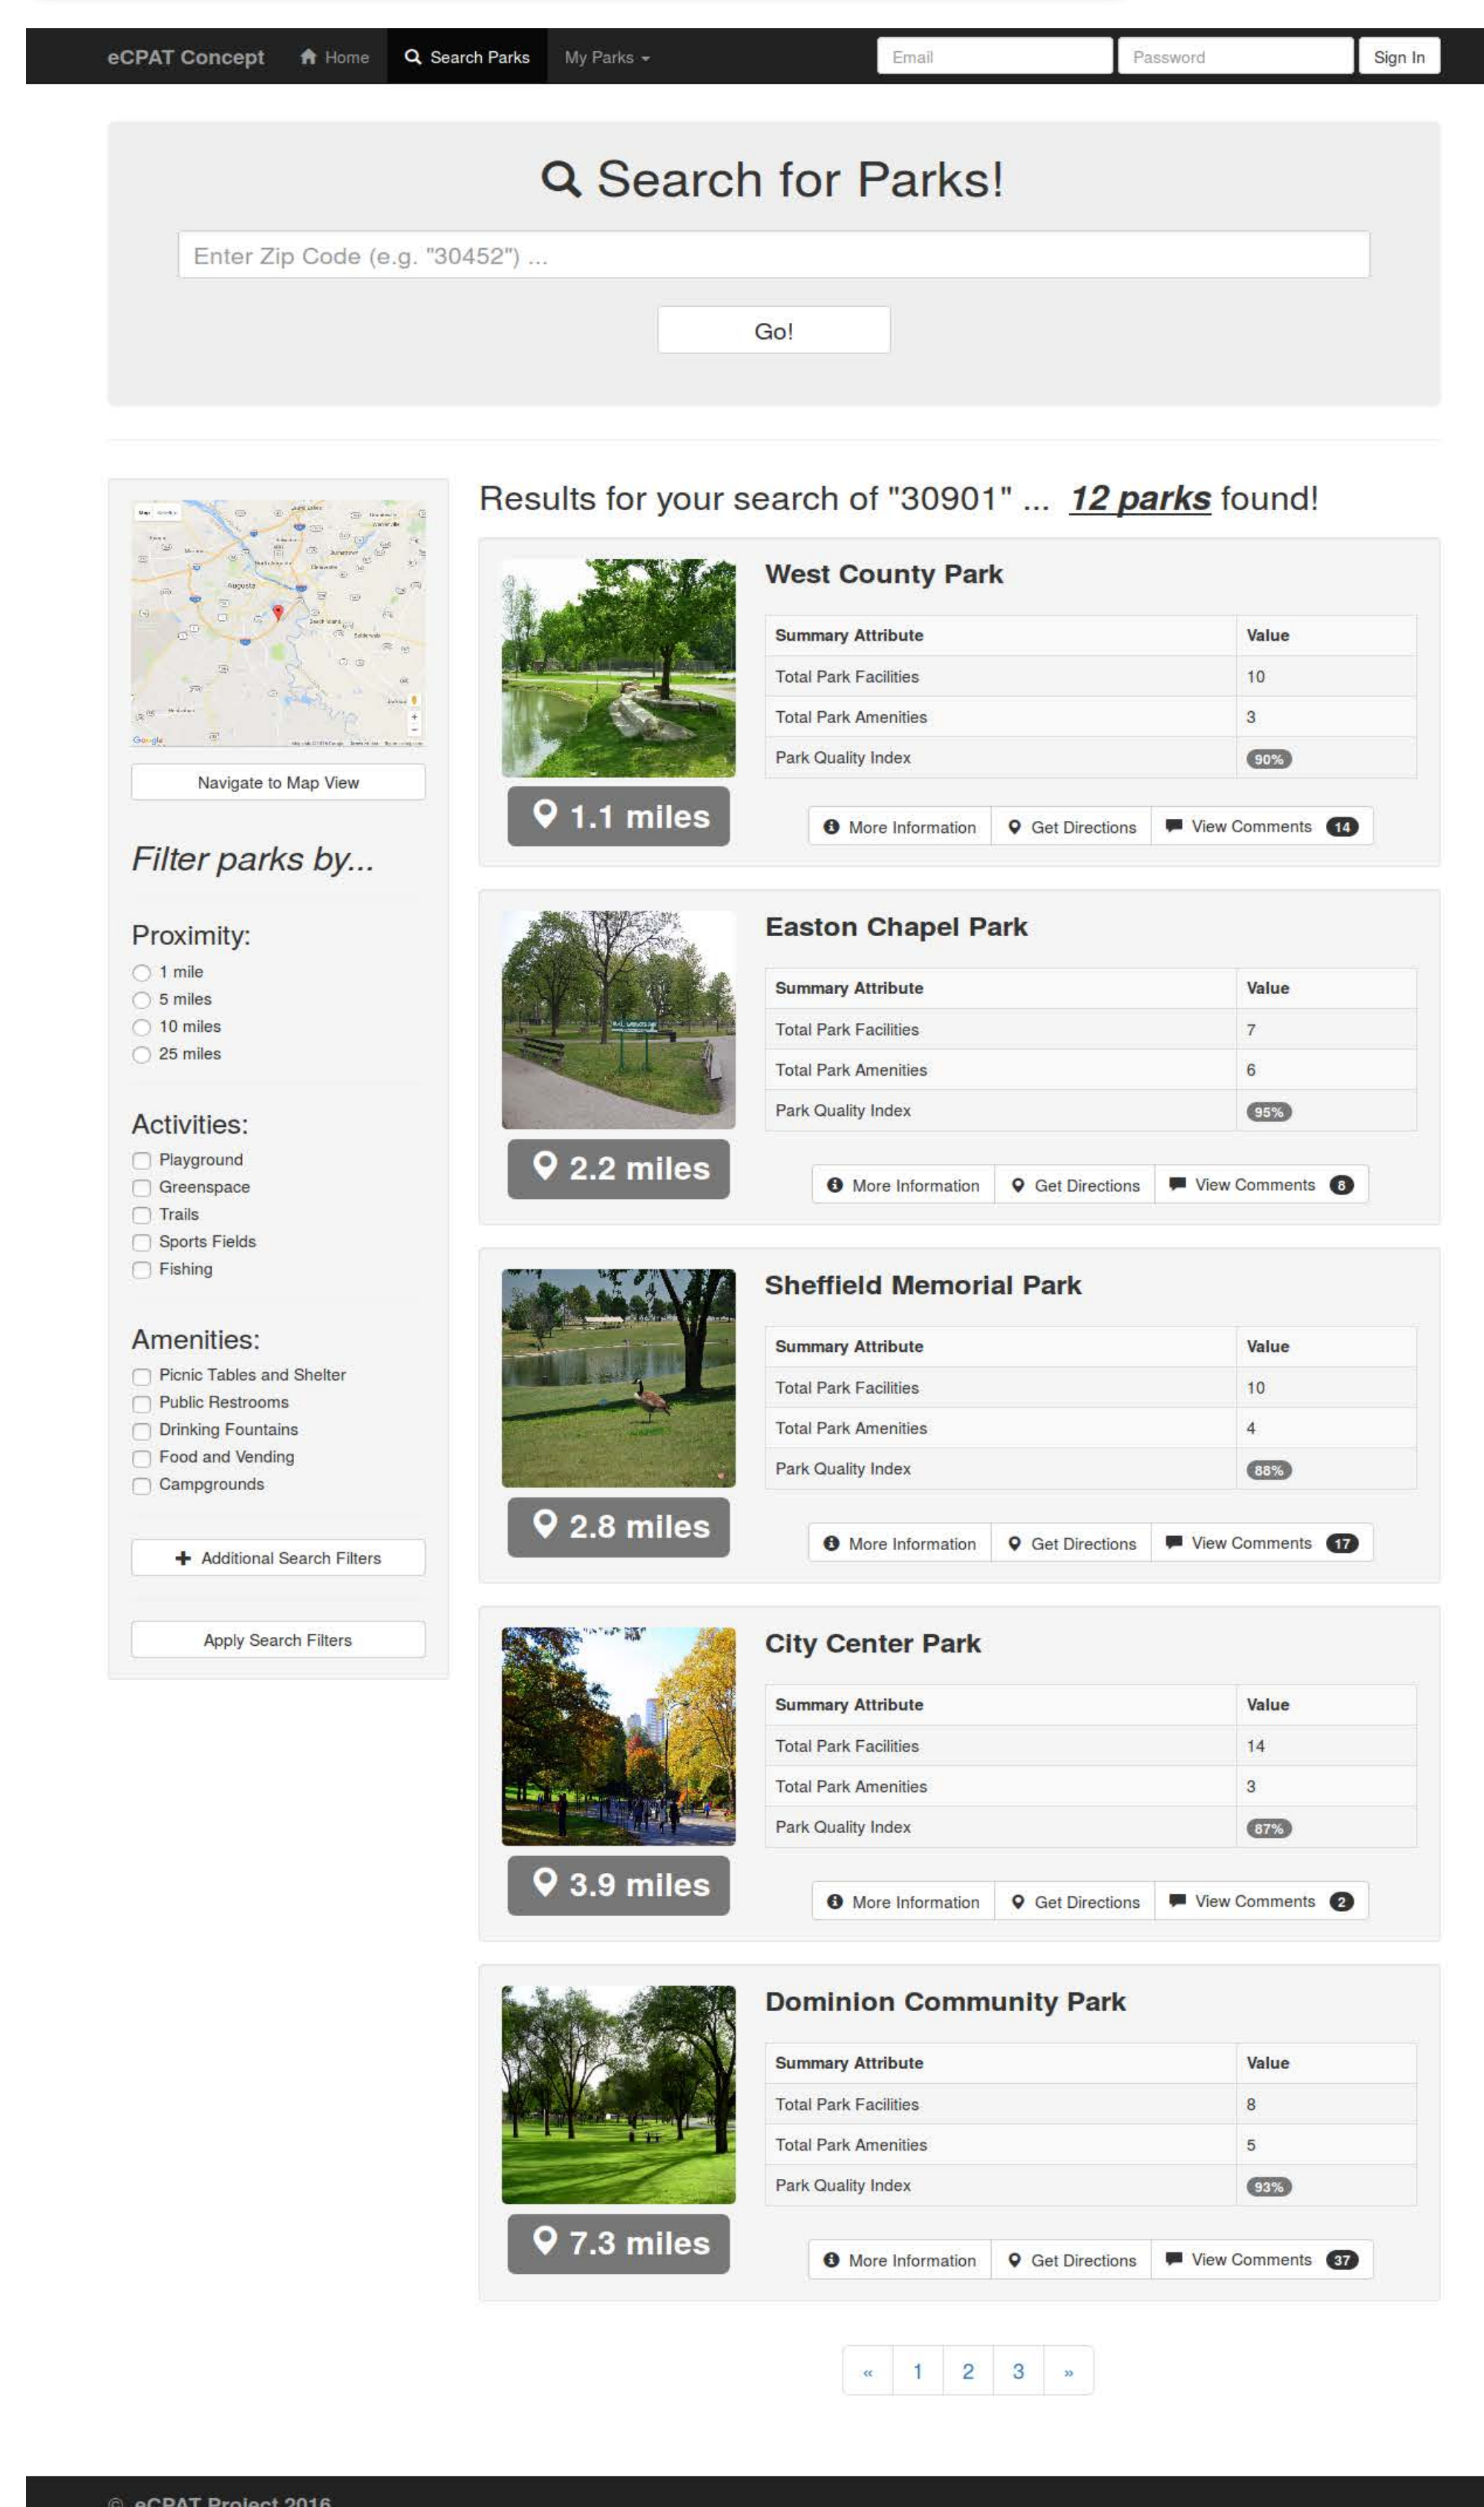 eCPAT Concept Home Search Parks My Parks Email Password Sign In
Search for Parks!
Enter Zip Code (e.g. "30452") ...
Go!
Results for your search of "30901" ... 12 parks found!
Map
Augusta
Google
Navigate to Map View
Filter parks by...
Proximity:
1 mile
5 miles
10 miles
25 miles
Activities:
Playground
Greenspace
Trails
Sports Fields
Fishing
Amenities:
Picnic Tables and Shelter
Public Restrooms
Drinking Fountains
Food and Vending
Campgrounds
Additional Search Filters
Apply Search Filters
West County Park
Summary Attribute Value
Total Park Facilities 10
Total Park Amenities 3
Park Quality Index 90%
1.1 miles
More Information Get Directions View Comments 14
Easton Chapel Park
Summary Attribute Value
Total Park Facilities 7
Total Park Amenities 6
Park Quality Index 95%
2.2 miles
More Information Get Directions View Comments 8
Sheffield Memorial Park
Summary Attribute Value
Total Park Facilities 10
Total Park Amenities 4
Park Quality Index 88%
2.8 miles
More Information Get Directions View Comments 17
City Center Park
Summary Attribute Value
Total Park Facilities 14
Total Park Amenities 3
Park Quality Index 87%
3.9 miles
More Information Get Directions View Comments 2
Dominion Community Park
Summary Attribute Value
Total Park Facilities 8
Total Park Amenities 5
Park Quality Index 93%
7.3 miles
More Information Get Directions View Comments 37
« 1 2 3 »
© eCPAT Project 2016